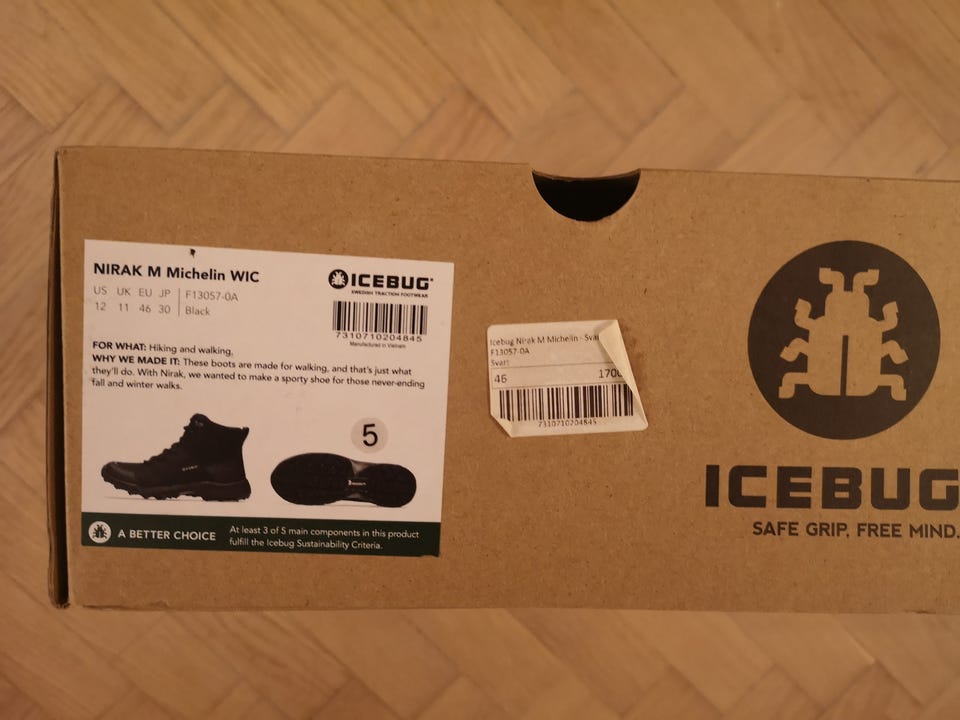 NIRAK M Michelin WIC
US UK EU JP F13057-0A
12 11 46 30 Black
ICEBUG
SWEDISH TRACTION FOOTWEAR
7310710204845
Manufactured in Vietnam
FOR WHAT: Hiking and walking,
WHY WE MADE IT: These boots are made for walking, and that's just what
they'll do. With Nirak, we wanted to make a sporty shoe for those never-ending
fall and winter walks.
5
A BETTER CHOICE
At least 3 of 5 main components in this product
fulfill the Icebug Sustainability Criteria.
Icebug Nirak M Michelin - Svar
F13057-0A
Svart
46 1700
7310710204845
ICEBUG
SAFE GRIP. FREE MIND.